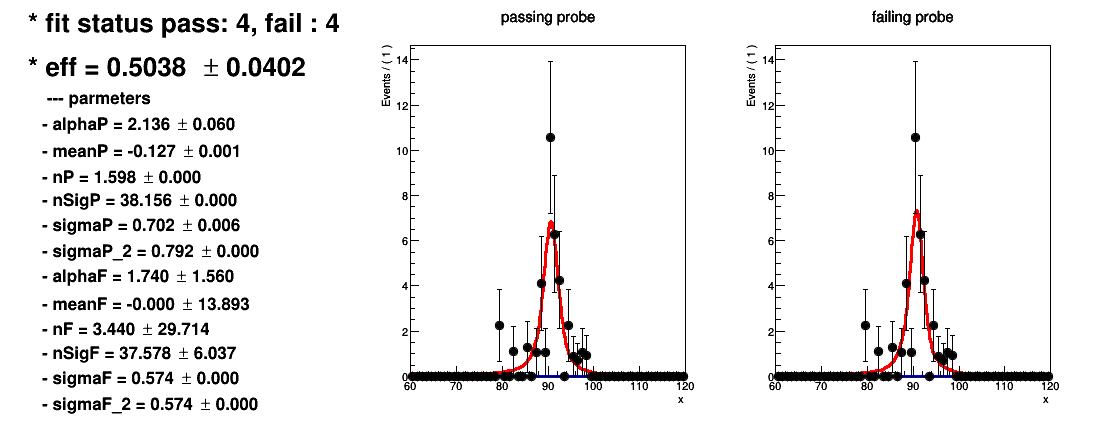 * fit status pass: 4, fail : 4
* eff = 0.5038 ± 0.0402
--- parmeters
- alphaP = 2.136 ± 0.060
- meanP = -0.127 ± 0.001
- nP = 1.598 ± 0.000
- nSigP = 38.156 ± 0.000
- sigmaP = 0.702 ± 0.006
- sigmaP_2 = 0.792 ± 0.000
- alphaF = 1.740 ± 1.560
- meanF = -0.000 ± 13.893
- nF = 3.440 ± 29.714
- nSigF = 37.578 ± 6.037
- sigmaF = 0.574 ± 0.000
- sigmaF_2 = 0.574 ± 0.000
passing probe
Events / ( 1 )
14
12
10
8
6
4
2
0
60 70 80 90 100 110 120
x
failing probe
Events / ( 1 )
14
12
10
8
6
4
2
0
60 70 80 90 100 110 120
x